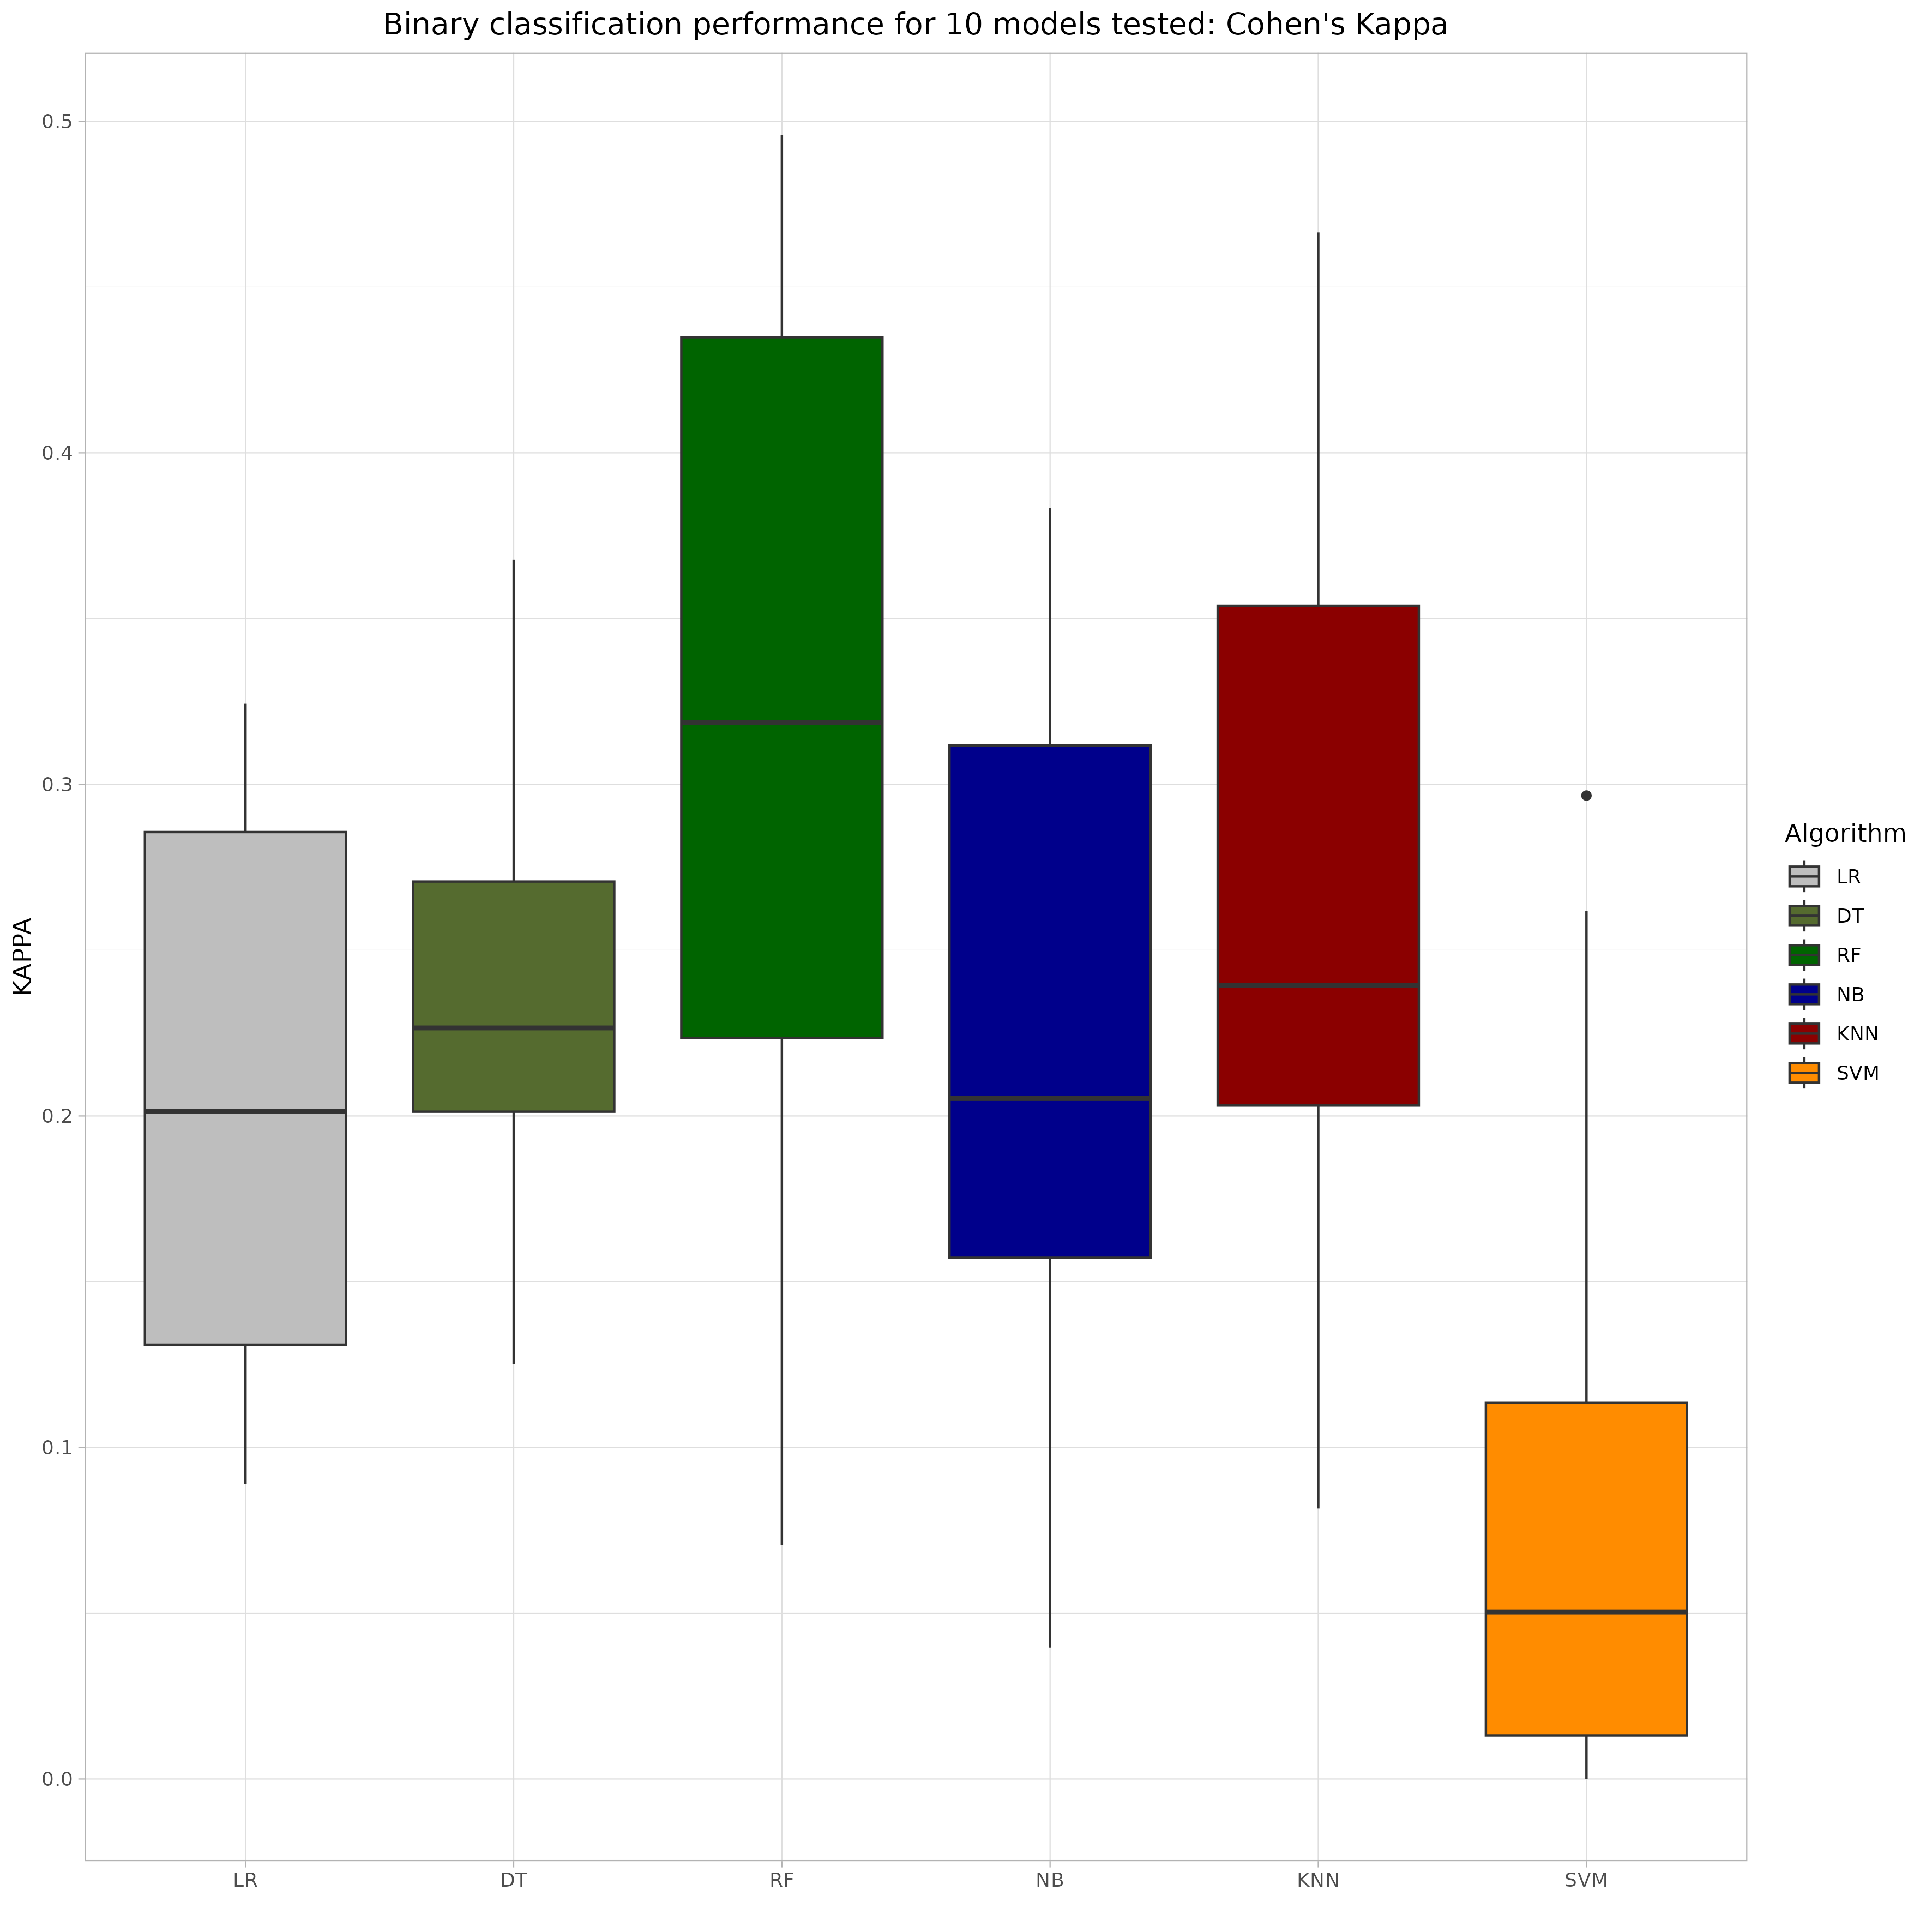 Binary classification performance for 10 models tested: Cohen's Kappa
KAPPA
0.5
0.4
0.3
0.2
0.1
0.0
LR
DT
RF
NB
KNN
SVM
Algorithm
LR
DT
RF
NB
KNN
SVM